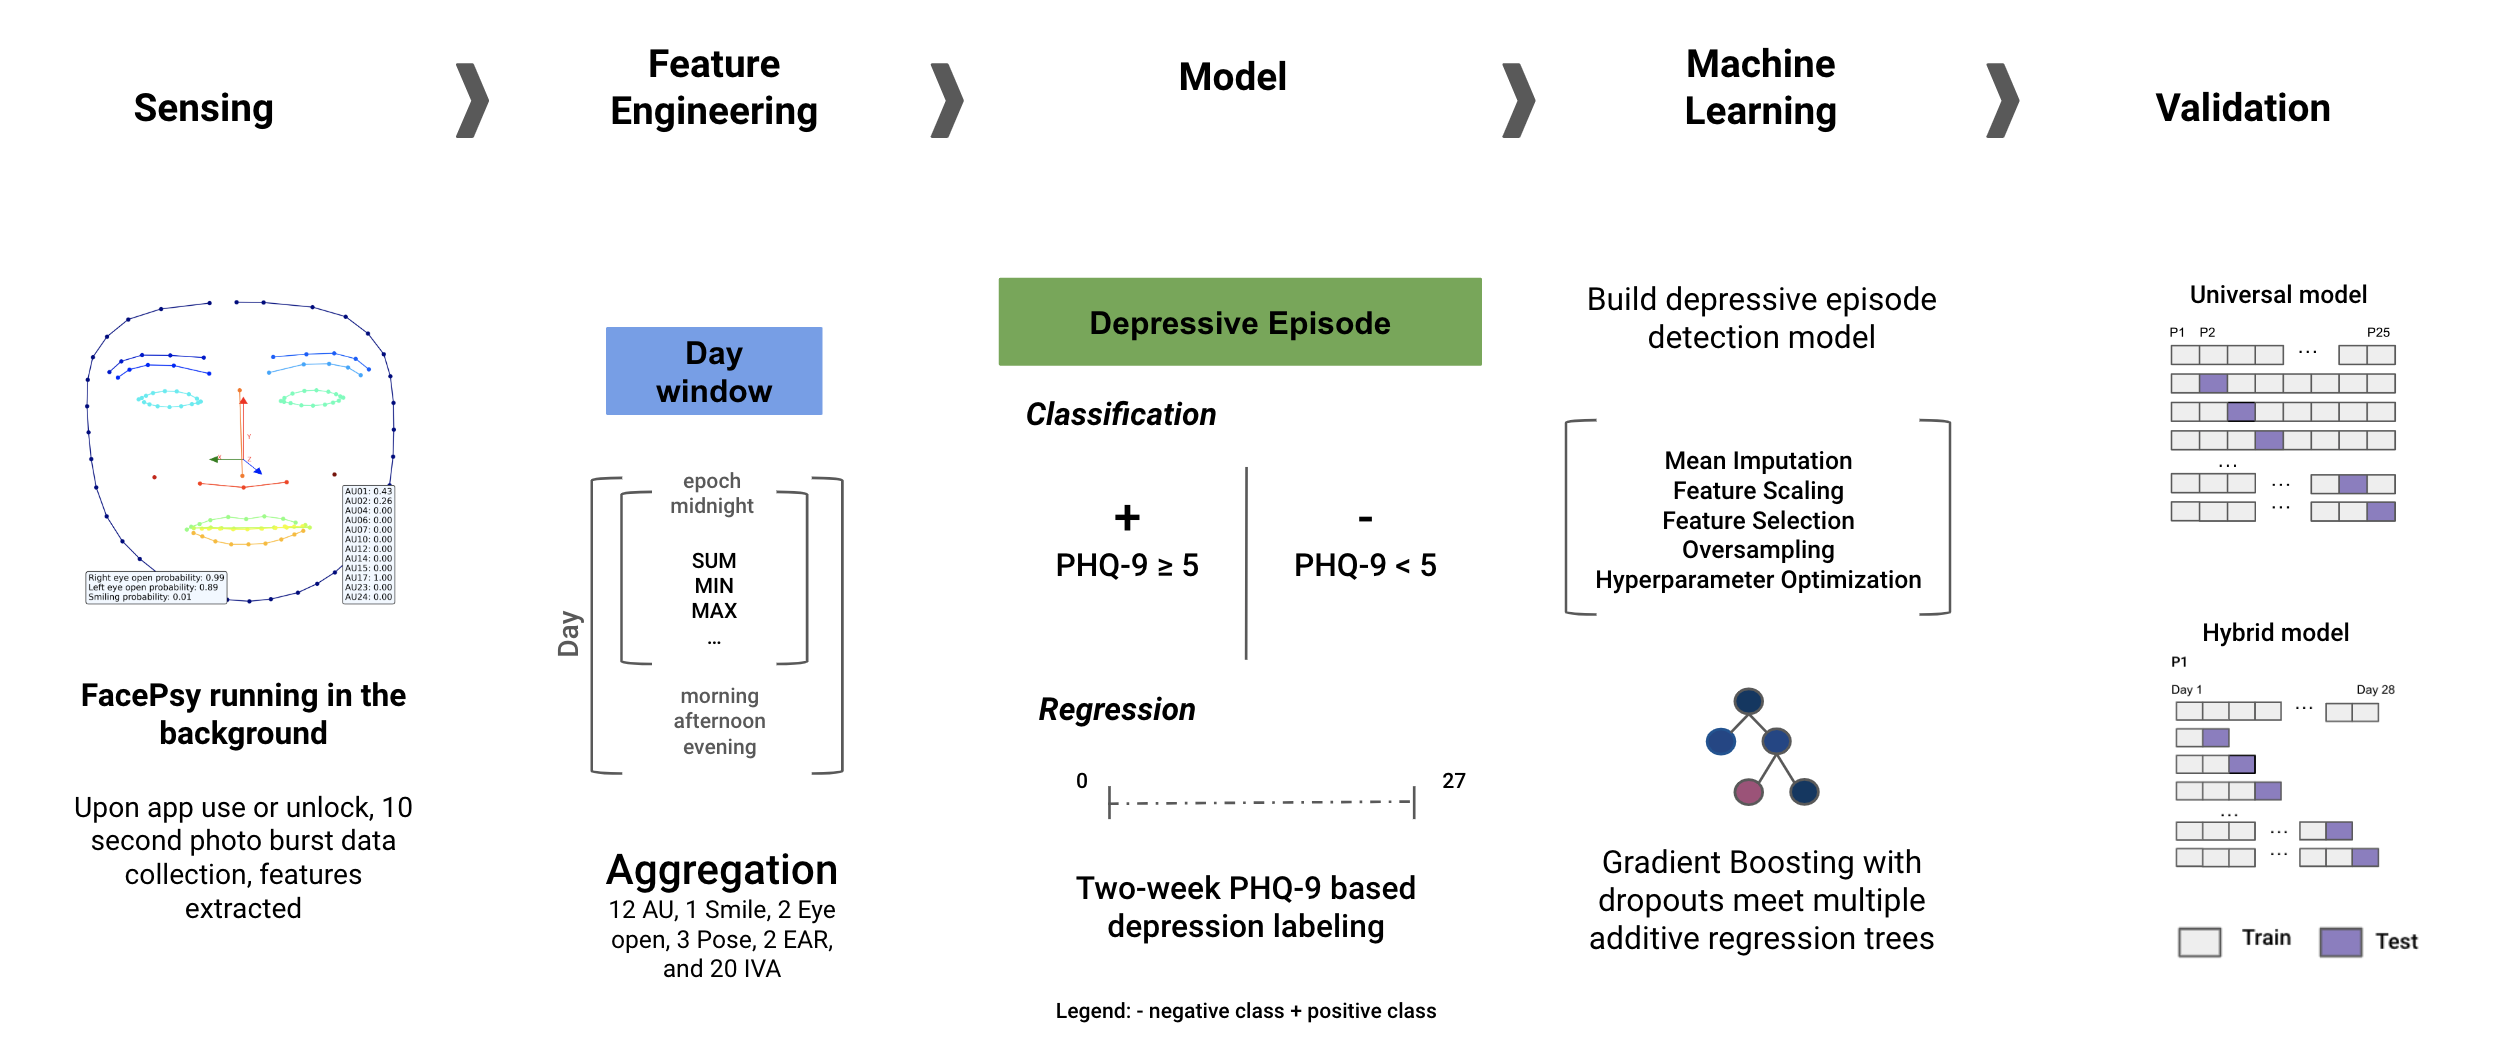 Sensing
Feature
Engineering
Model
Machine
Learning
Validation
Y
X
Z
AU01: 0.43
AU02: 0.26
AU04: 0.00
AU06: 0.00
AU07: 0.00
AU10: 0.00
AU12: 0.00
AU14: 0.00
AU15: 0.00
AU17: 1.00
AU23: 0.00
AU24: 0.00
Right eye open probability: 0.99
Left eye open probability: 0.89
Smiling probability: 0.01
FacePsy running in the
background
Upon app use or unlock, 10
second photo burst data
collection, features
extracted
Day
window
epoch
midnight
SUM
MIN
MAX
...
Day
morning
afternoon
evening
Aggregation
12 AU, 1 Smile, 2 Eye
open, 3 Pose, 2 EAR,
and 20 IVA
Depressive Episode
Classification
+
PHQ-9 ≥ 5
-
PHQ-9 < 5
Regression
0
27
Two-week PHQ-9 based
depression labeling
Legend: - negative class + positive class
Build depressive episode
detection model
Mean Imputation
Feature Scaling
Feature Selection
Oversampling
Hyperparameter Optimization
Gradient Boosting with
dropouts meet multiple
additive regression trees
Universal model
P1 P2 P25
...
...
...
...
Hybrid model
P1
Day 1 Day 28
...
...
...
...
Train Test